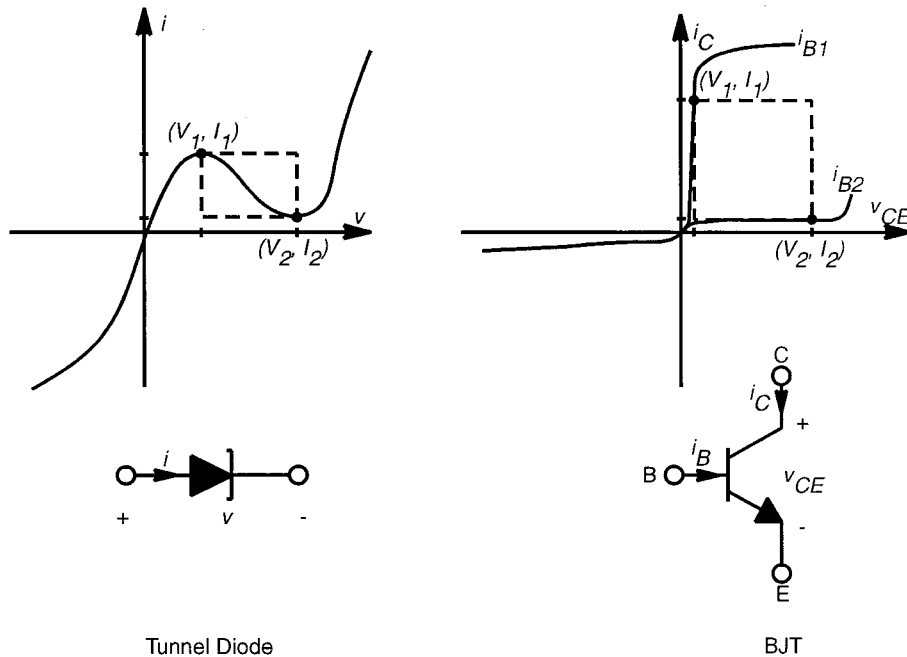 i
(V1, I1)
v
(V2, I2)
iC
iB1
(V1, I1)
iB2
vCE
(V2, I2)
i
+ v -
C
iC
+
iB
B
vCE
-
E
Tunnel Diode
BJT